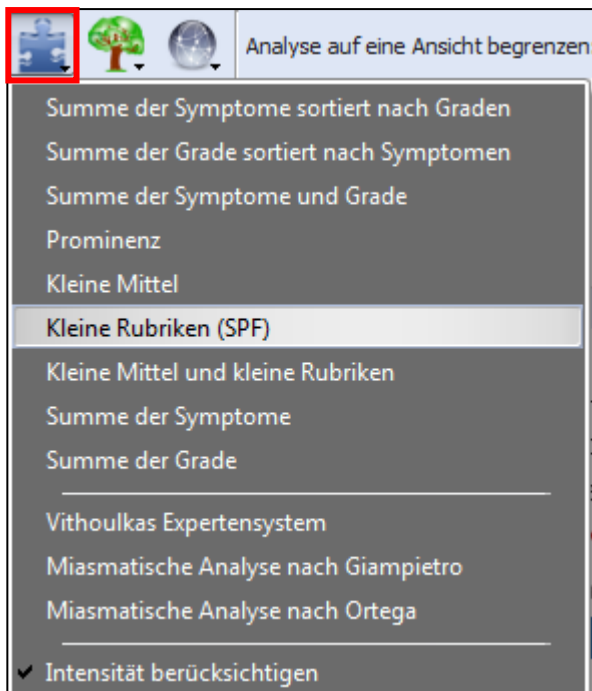 Analyse auf eine Ansicht begrenzen
Summe der Symptome sortiert nach Graden
Summe der Grade sortiert nach Symptomen
Summe der Symptome und Grade
Prominenz
Kleine Mittel
Kleine Rubriken (SPF)
Kleine Mittel und kleine Rubriken
Summe der Symptome
Summe der Grade
Vithoulkas Expertensystem
Miasmatische Analyse nach Giampietro
Miasmatische Analyse nach Ortega
Intensität berücksichtigen